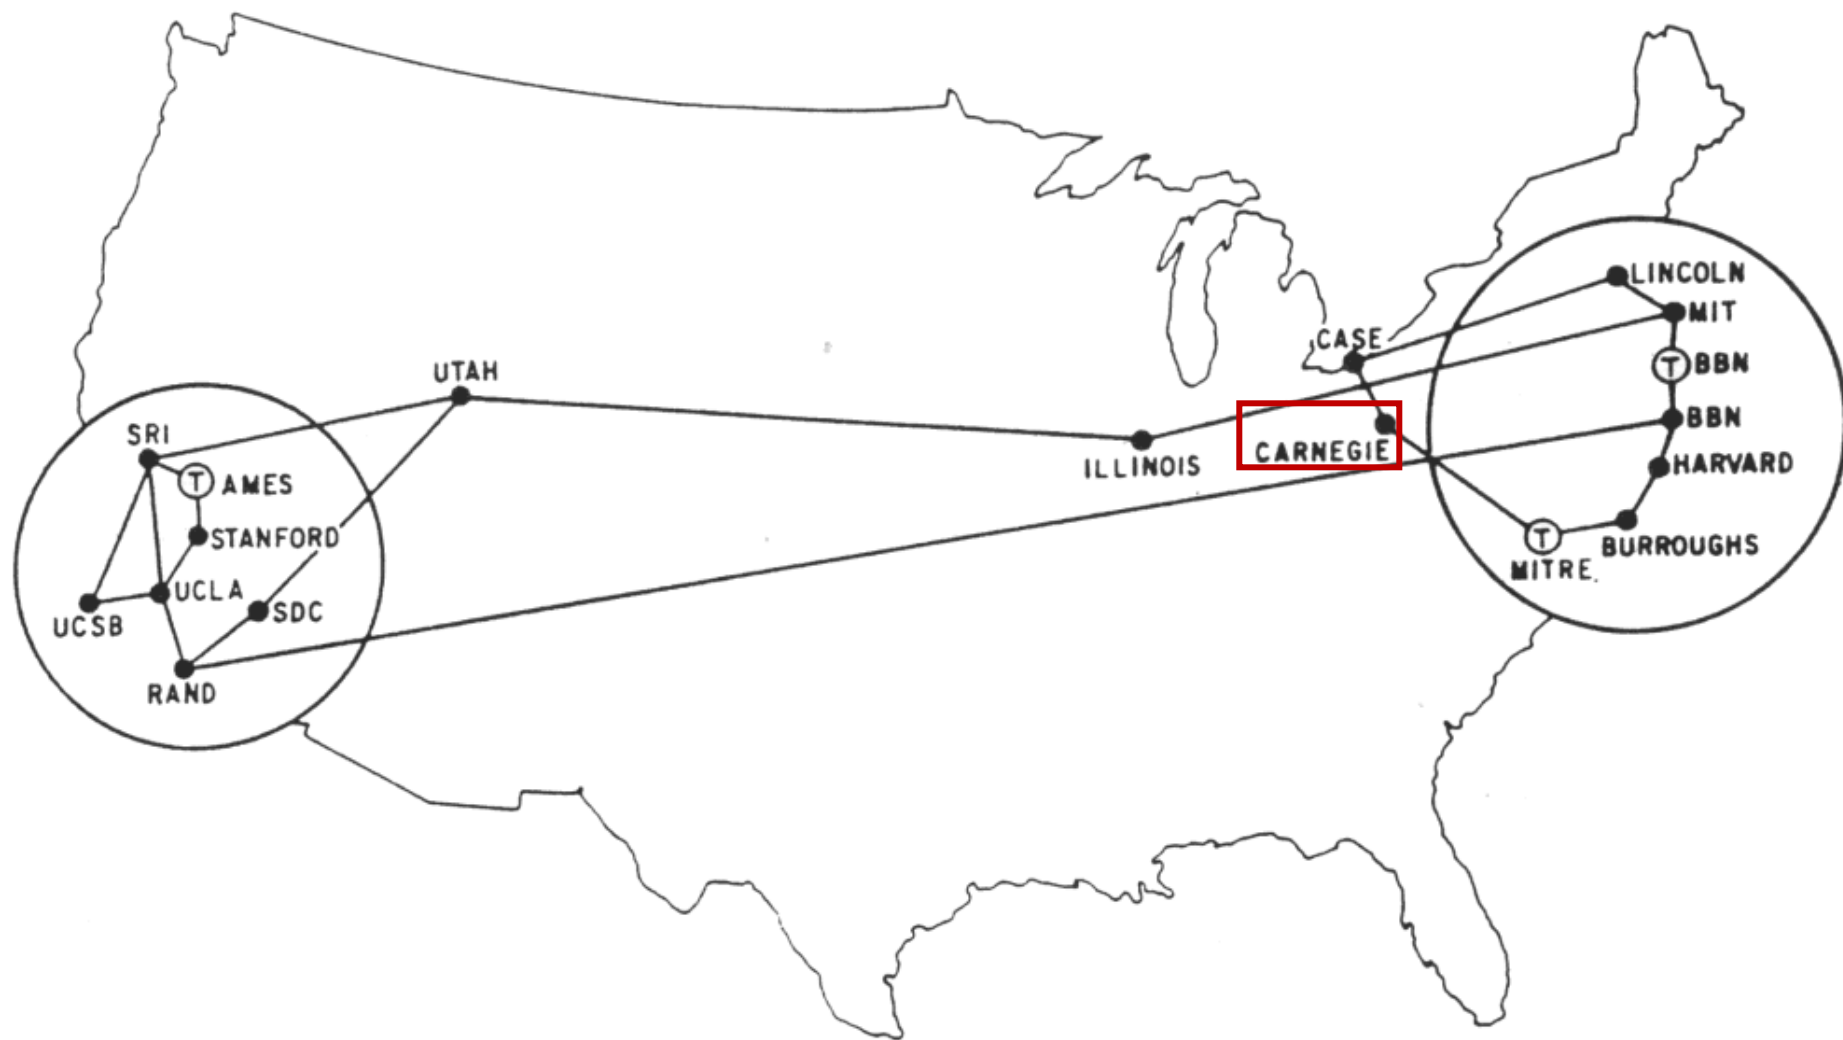 LINCOLN
MIT
T BBN
CASE
UTAH
BBN
SRI
CARNEGIE
ILLINOIS
HARVARD
T AMES
STANFORD
T
BURROUGHS
MITRE.
UCLA
SDC
UCSB
RAND